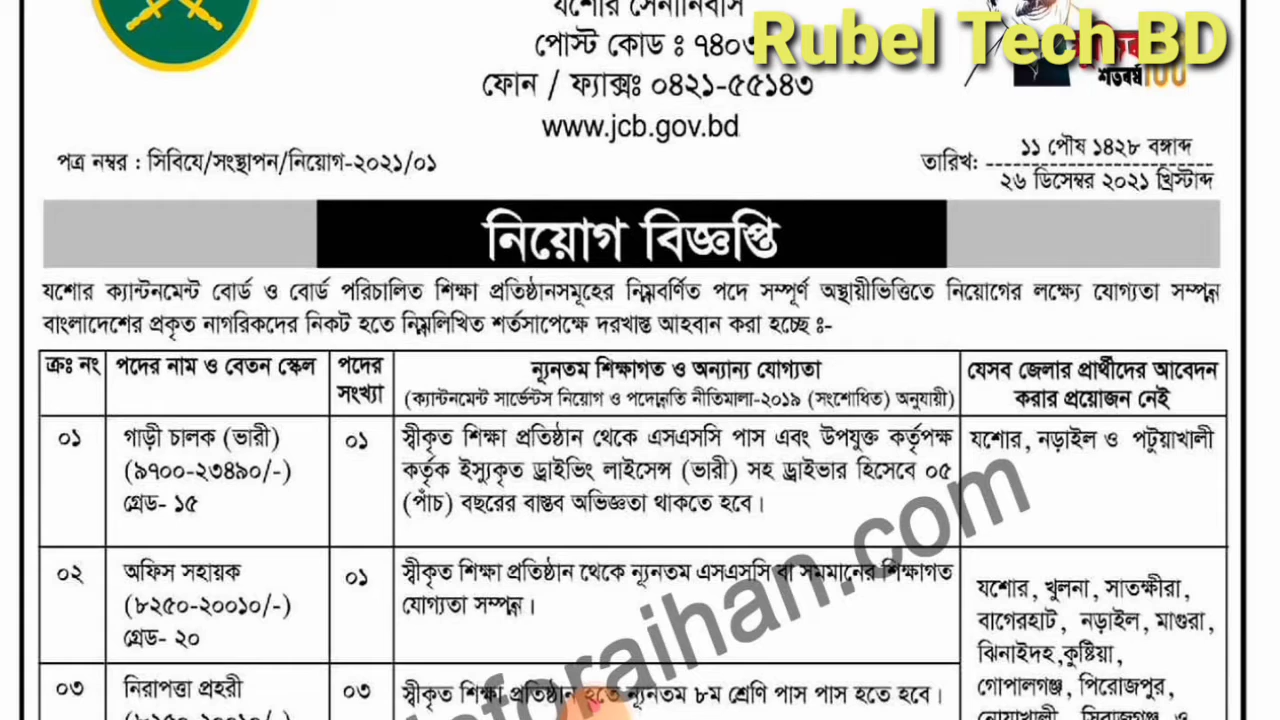 যশোর সেনানিবাস
পোস্ট কোড ঃ ৭৪০৩
Rubel Tech BD
শতবর্ষ 100
ফোন / ফ্যাক্সঃ ০৪২১-৫৫১৪৩
www.jcb.gov.bd
পত্র নম্বর : সিবিযে/সংস্থাপন/নিয়োগ-২০২১/০১
তারিখ: ১১ পৌষ ১৪২৮ বঙ্গাব্দ
২৬ ডিসেম্বর ২০২১ খ্রিস্টাব্দ
নিয়োগ বিজ্ঞপ্তি
যশোর ক্যান্টনমেন্ট বোর্ড ও বোর্ড পরিচালিত শিক্ষা প্রতিষ্ঠানসমূহের নিম্নবর্ণিত পদে সম্পূর্ণ অস্থায়ীভিত্তিতে নিয়োগের লক্ষ্যে যোগ্যতা সম্পন্ন
বাংলাদেশের প্রকৃত নাগরিকদের নিকট হতে নিম্নলিখিত শর্তসাপেক্ষে দরখাস্ত আহবান করা হচ্ছে ঃ-
ক্রঃ নং
পদের নাম ও বেতন স্কেল
পদের
সংখ্যা
ন্যূনতম শিক্ষাগত ও অন্যান্য যোগ্যতা
(ক্যান্টনমেন্ট সার্ভেন্টস নিয়োগ ও পদোন্নতি নীতিমালা-২০১৯ (সংশোধিত) অনুযায়ী)
যেসব জেলার প্রার্থীদের আবেদন
করার প্রয়োজন নেই
০১
গাড়ী চালক (ভারী)
(৯৭০০-২৩৪৯০/-)
গ্রেড- ১৫
০১
স্বীকৃত শিক্ষা প্রতিষ্ঠান থেকে এসএসসি পাস এবং উপযুক্ত কর্তৃপক্ষ
কর্তৃক ইস্যুকৃত ড্রাইভিং লাইসেন্স (ভারী) সহ ড্রাইভার হিসেবে ০৫
(পাঁচ) বছরের বাস্তব অভিজ্ঞতা থাকতে হবে।
যশোর, নড়াইল ও পটুয়াখালী
০২
অফিস সহায়ক
(৮২৫০-২০০১০/-)
গ্রেড- ২০
০১
স্বীকৃত শিক্ষা প্রতিষ্ঠান থেকে ন্যূনতম এসএসসি বা সমমানের শিক্ষাগত
যোগ্যতা সম্পন্ন।
যশোর, খুলনা, সাতক্ষীরা,
বাগেরহাট, নড়াইল, মাগুরা,
ঝিনাইদহ,কুষ্টিয়া,
গোপালগঞ্জ, পিরোজপুর,
নোয়াখালী, সিরাজগঞ্জ ও
০৩
নিরাপত্তা প্রহরী
(৮২৫০-২০০১০/-)
০৩
স্বীকৃত শিক্ষা প্রতিষ্ঠান হতে ন্যূনতম ৮ম শ্রেণি পাস পাস হতে হবে।